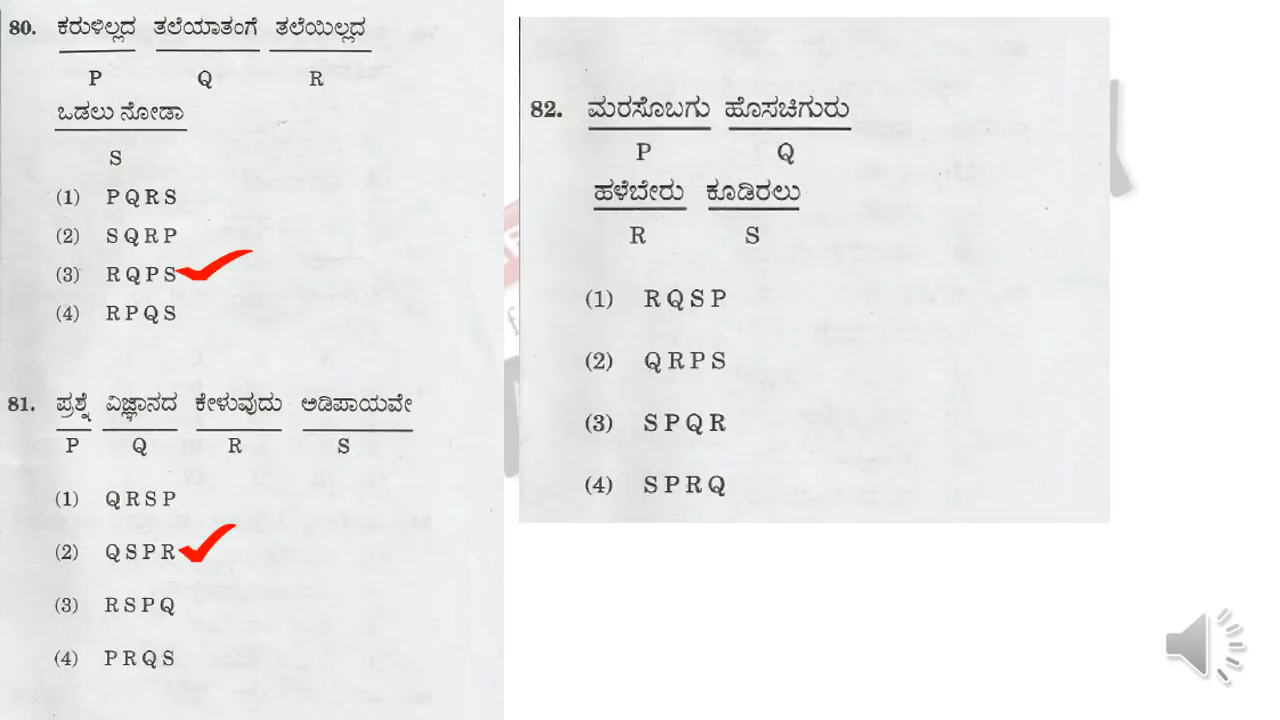 80. ಕರುಳಿಲ್ಲದ ತಲೆಯಾತಂಗೆ ತಲೆಯಿಲ್ಲದ
P Q R
ಒಡಲು ನೋಡಾ
S
(1) P Q R S
(2) S Q R P
(3) R Q P S
(4) R P Q S
81. ಪ್ರಶ್ನೆ ವಿಜ್ಞಾನದ ಕೇಳುವುದು ಅಡಿಪಾಯವೇ
P Q R S
(1) Q R S P
(2) Q S P R
(3) R S P Q
(4) P R Q S
82. ಮರಸೊಬಗು ಹೊಸಚಿಗುರು
P Q
ಹಳೆಬೇರು ಕೂಡಿರಲು
R S
(1) R Q S P
(2) Q R P S
(3) S P Q R
(4) S P R Q